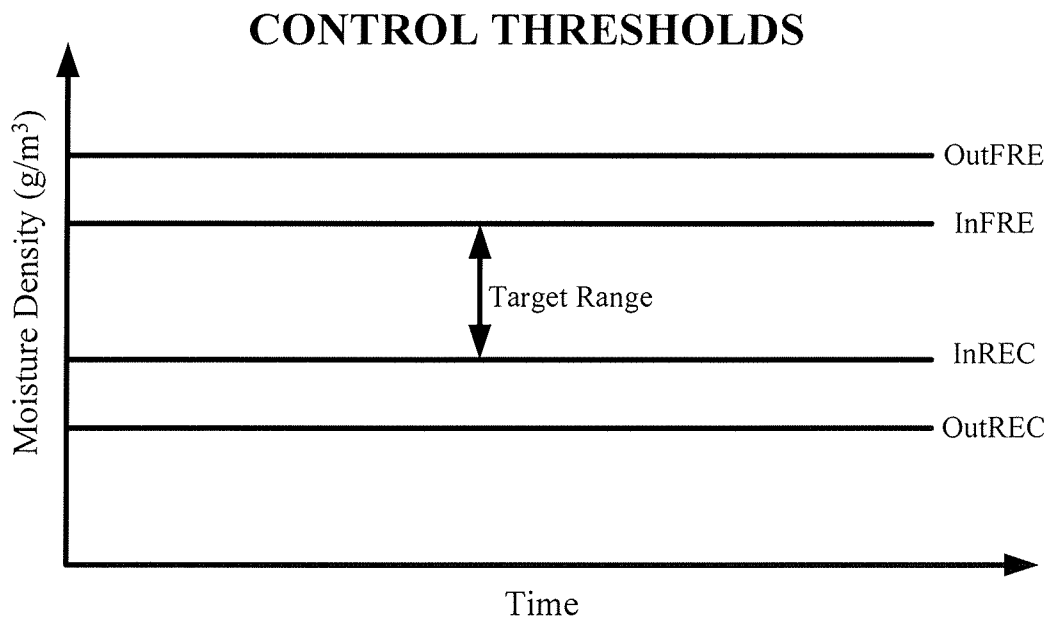 CONTROL THRESHOLDS
Moisture Density (g/m³)
OutFRE
InFRE
Target Range
InREC
OutREC
Time